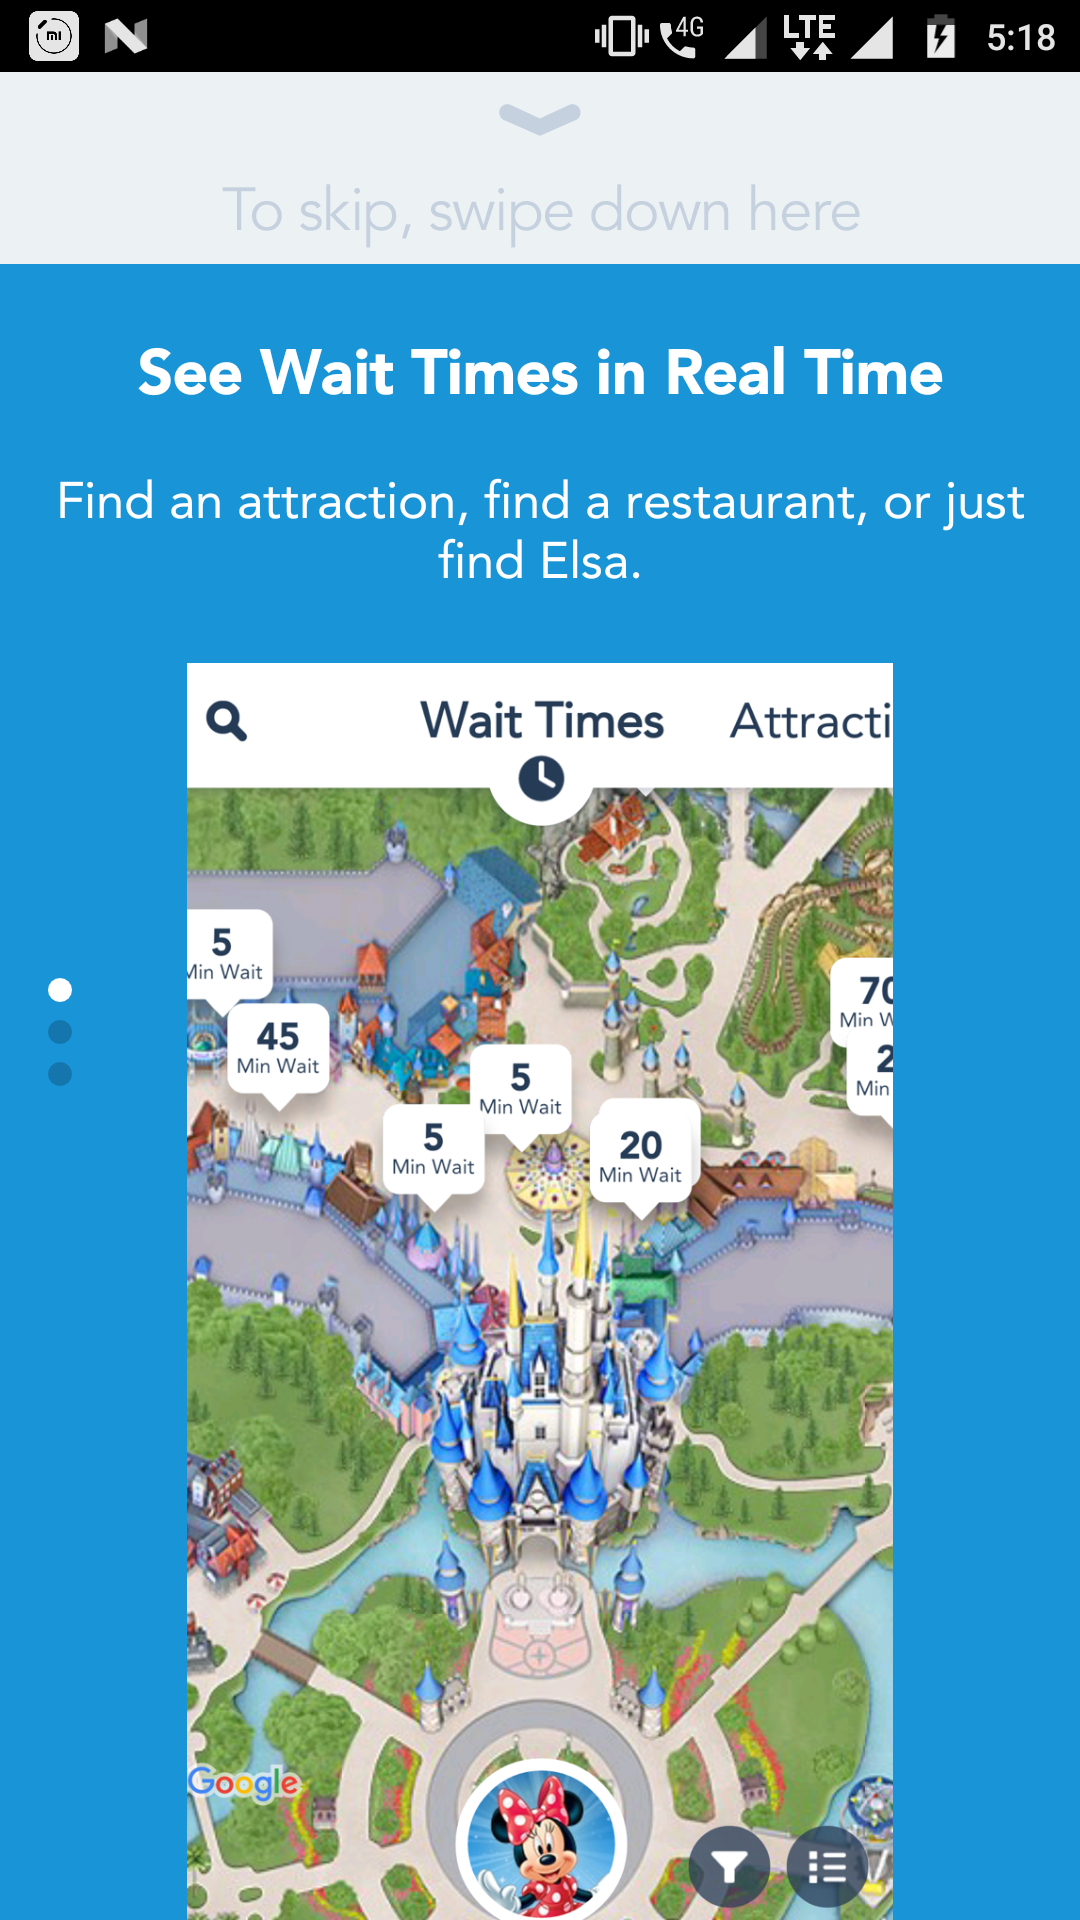 mi
4G
LTE
5:18
To skip, swipe down here
See Wait Times in Real Time
Find an attraction, find a restaurant, or just
find Elsa.
Wait Times
Attracti
5
Min Wait
45
Min Wait
5
Min Wait
5
Min Wait
20
Min Wait
70
Min W
2
Min
Google